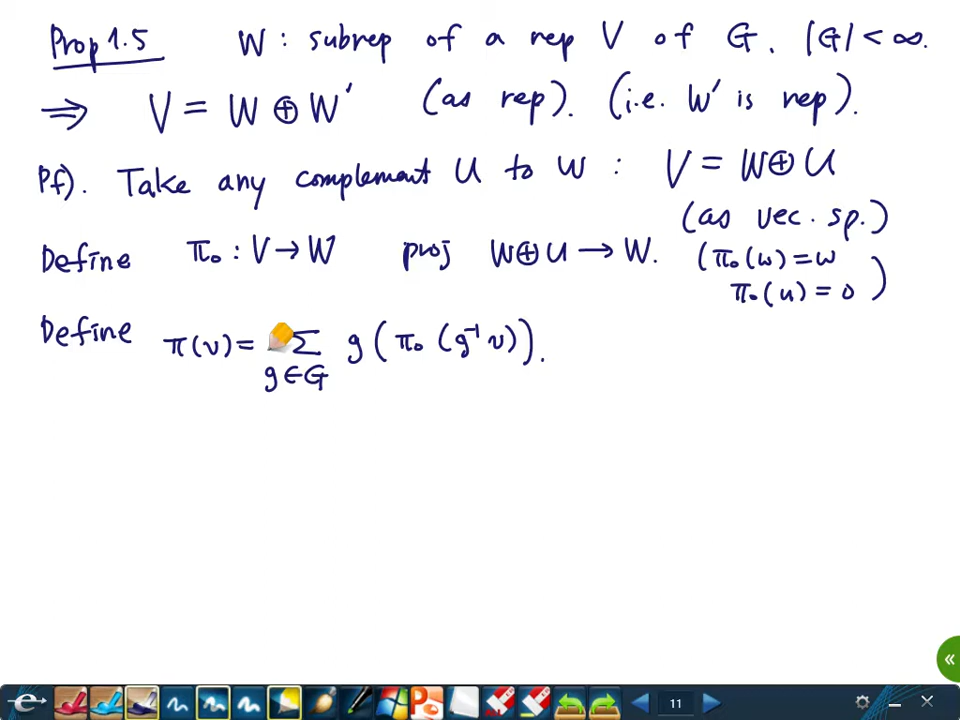 Prop 1.5 W : subrep of a rep V of G. |G| < ∞.
⟹ V = W ⊕ W′ (as rep). (i.e. W′ is rep).
Pf). Take any complement U to W : V = W ⊕ U
(as vec. sp.)
Define π₀ : V → W proj W ⊕ U → W. (π₀(w) = w
π₀(u) = 0 )
Define π(v) = Σ g ( π₀ (g⁻¹ v) ).
g ∈ G
11